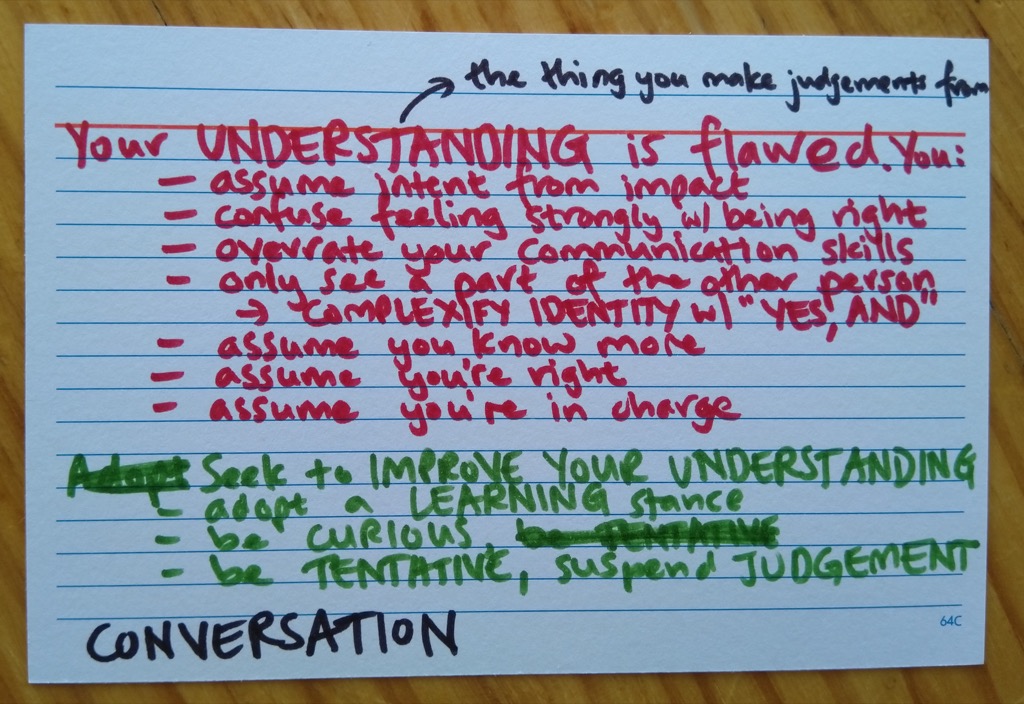 → the thing you make judgements from
Your UNDERSTANDING is flawed. You:
- assume intent from impact
- confuse feeling strongly w/ being right
- overrate your communication skills
- only see a part of the other person
→ COMPLEXIFY IDENTITY w/ "YES, AND"
- assume you know more
- assume you're right
- assume you're in charge
Adopt Seek to IMPROVE YOUR UNDERSTANDING
- adopt a LEARNING stance
- be CURIOUS, be TENTATIVE
- be TENTATIVE, suspend JUDGEMENT
64C
CONVERSATION